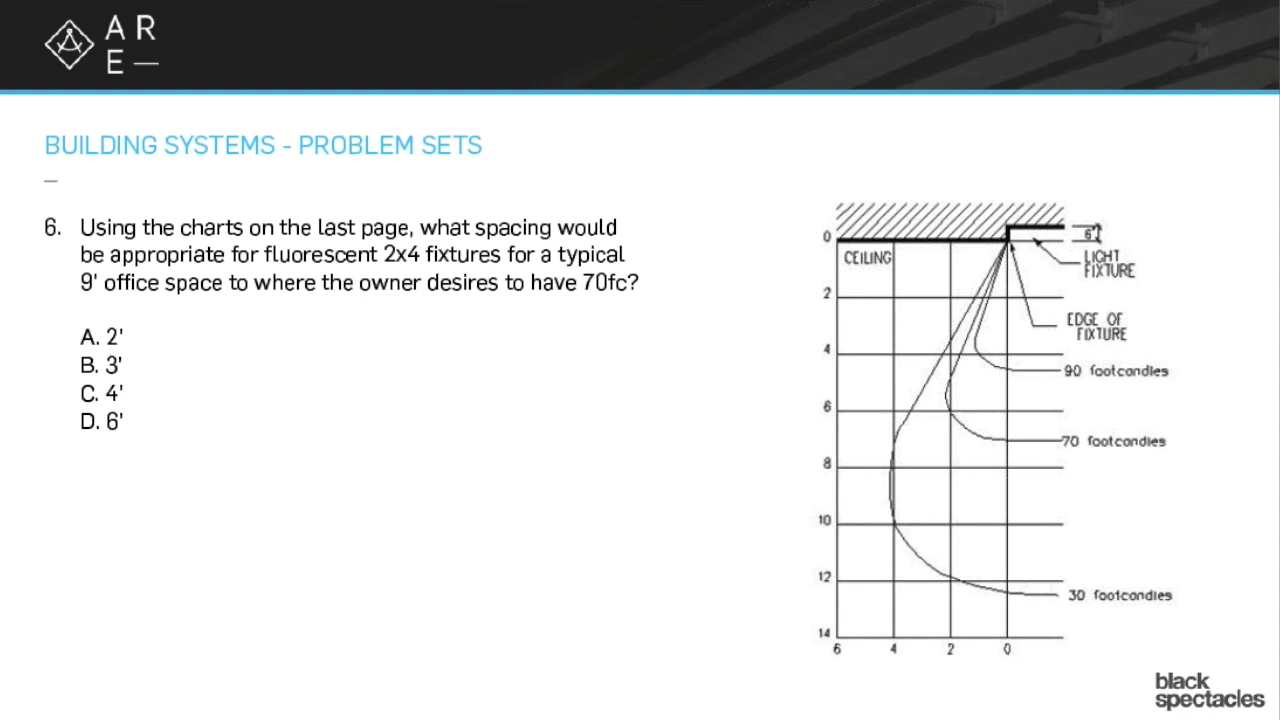 A R
E —
BUILDING SYSTEMS - PROBLEM SETS
—
6. Using the charts on the last page, what spacing would
be appropriate for fluorescent 2x4 fixtures for a typical
9' office space to where the owner desires to have 70fc?
A. 2'
B. 3'
C. 4'
D. 6'
0
6"
CEILING
LIGHT
FIXTURE
2
EDGE OF
FIXTURE
4
90 footcandles
6
70 footcandles
8
10
12
30 footcandles
14
6 4 2 0
black
spectacles